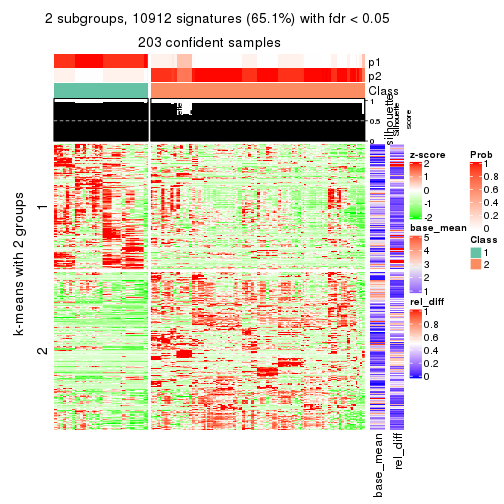 2 subgroups, 10912 signatures (65.1%) with fdr < 0.05
203 confident samples
p1
p2
Class
1
0.5
0
silhouette
Silhouette
score
k-means with 2 groups
1
2
base_mean
rel_diff
z-score
2
1
0
-1
-2
base_mean
5
4
3
2
1
rel_diff
1
0.8
0.6
0.4
0.2
0
Prob
1
0.8
0.6
0.4
0.2
0
Class
1
2